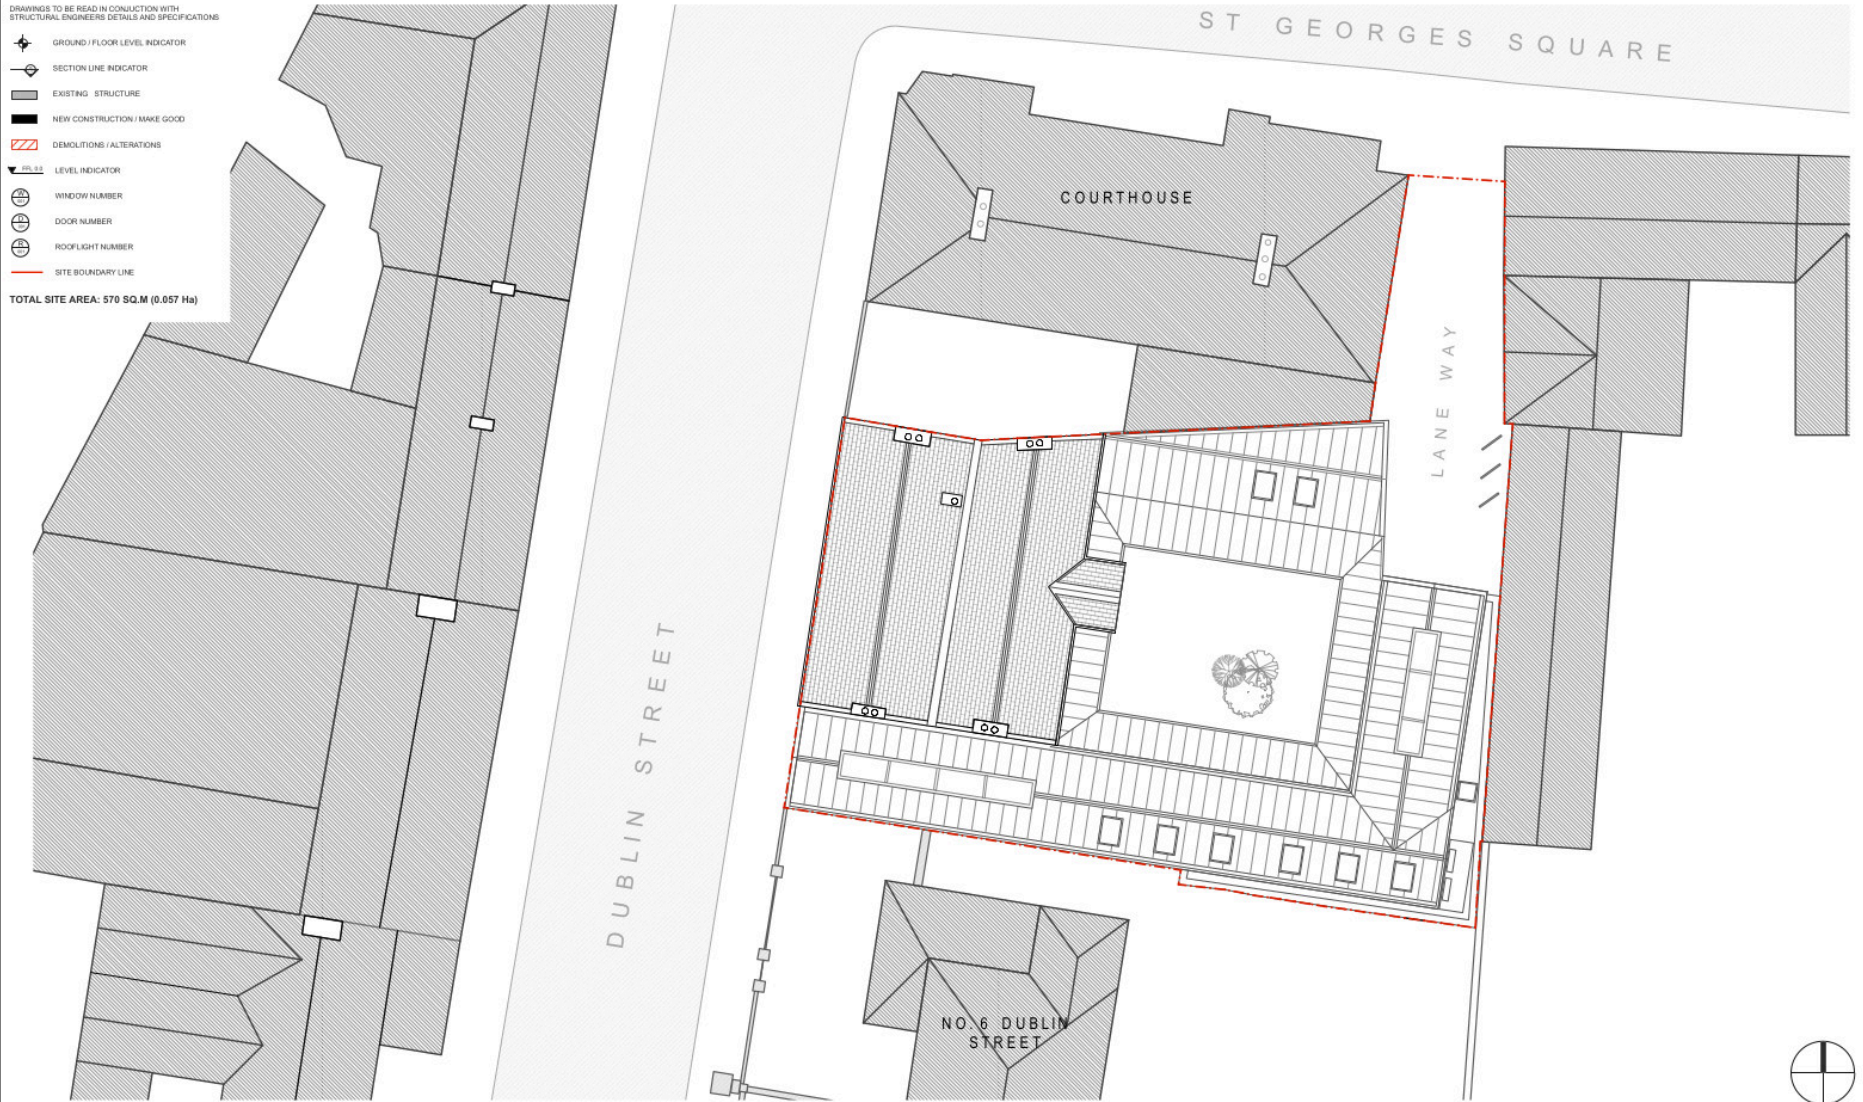 DRAWINGS TO BE READ IN CONJUCTION WITH
STRUCTURAL ENGINEERS DETAILS AND SPECIFICATIONS
GROUND / FLOOR LEVEL INDICATOR
SECTION LINE INDICATOR
EXISTING STRUCTURE
NEW CONSTRUCTION / MAKE GOOD
DEMOLITIONS / ALTERATIONS
LEVEL INDICATOR
W
WINDOW NUMBER
D
DOOR NUMBER
R
ROOFLIGHT NUMBER
SITE BOUNDARY LINE
TOTAL SITE AREA: 570 SQ.M (0.057 Ha)
ST GEORGES SQUARE
COURTHOUSE
LANE WAY
DUBLIN STREET
NO. 6 DUBLIN
STREET